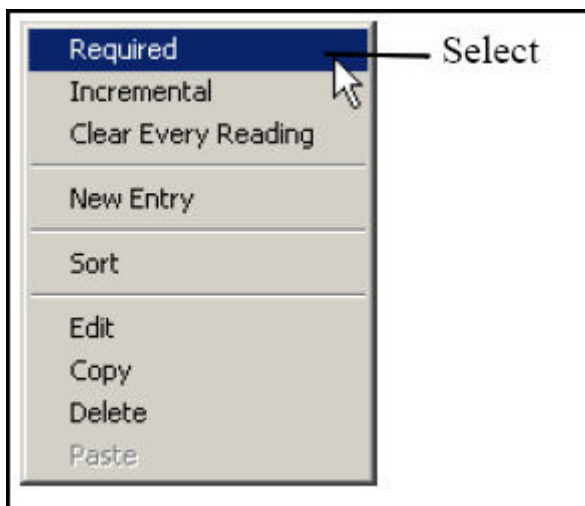 Required
Select
Incremental
Clear Every Reading
New Entry
Sort
Edit
Copy
Delete
Paste